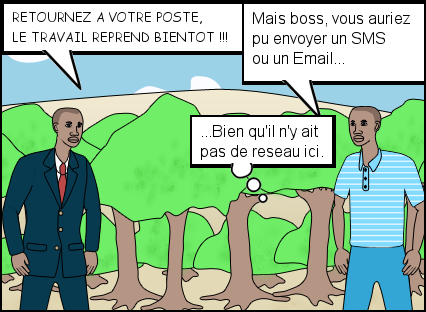 RETOURNEZ A VOTRE POSTE,
LE TRAVAIL REPREND BIENTOT !!!
Mais boss, vous auriez
pu envoyer un SMS
ou un Email...
...Bien qu'il n'y ait
pas de reseau ici.